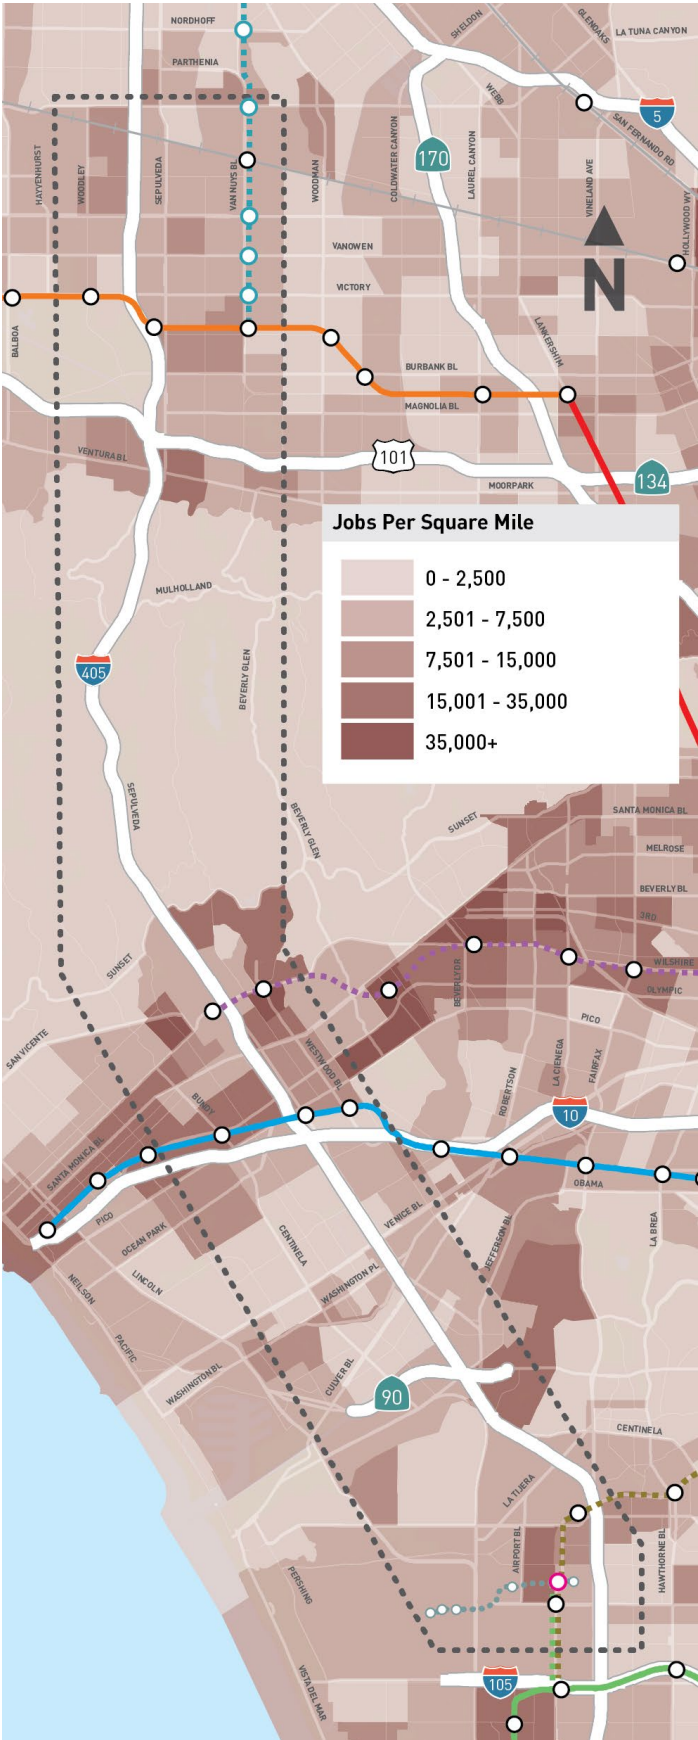 NORDHOFF
SHELDON
GLENOAKS
LA TUNA CANYON
PARTHENIA
WEBB
5
SAN FERNANDO RD
HAYVENHURST
WOODLEY
SEPULVEDA
VAN NUYS BL
WOODMAN
COLDWATER CANYON
170
LAUREL CANYON
VINELAND AVE
HOLLYWOOD WY
VANOWEN
N
VICTORY
BALBOA
LANKERSHIM
BURBANK BL
MAGNOLIA BL
VENTURA BL
101
MOORPARK
134
Jobs Per Square Mile
0 - 2,500
2,501 - 7,500
7,501 - 15,000
15,001 - 35,000
35,000+
MULHOLLAND
405
BEVERLY GLEN
SEPULVEDA
BEVERLY GLEN
SUNSET
SANTA MONICA BL
MELROSE
BEVERLY BL
3RD
SUNSET
BEVERLY DR
WILSHIRE
OLYMPIC
PICO
SAN VICENTE
WESTWOOD BL
LA CIENEGA
FAIRFAX
ROBERTSON
BUNDY
10
SANTA MONICA BL
OBAMA
PICO
OCEAN PARK
CENTINELA
VENICE BL
JEFFERSON BL
LA BREA
NEILSON
LINCOLN
WASHINGTON PL
PACIFIC
WASHINGTON BL
CULVER BL
90
CENTINELA
LA TIJERA
AIRPORT BL
HAWTHORNE BL
PERSHING
VISTA DEL MAR
105